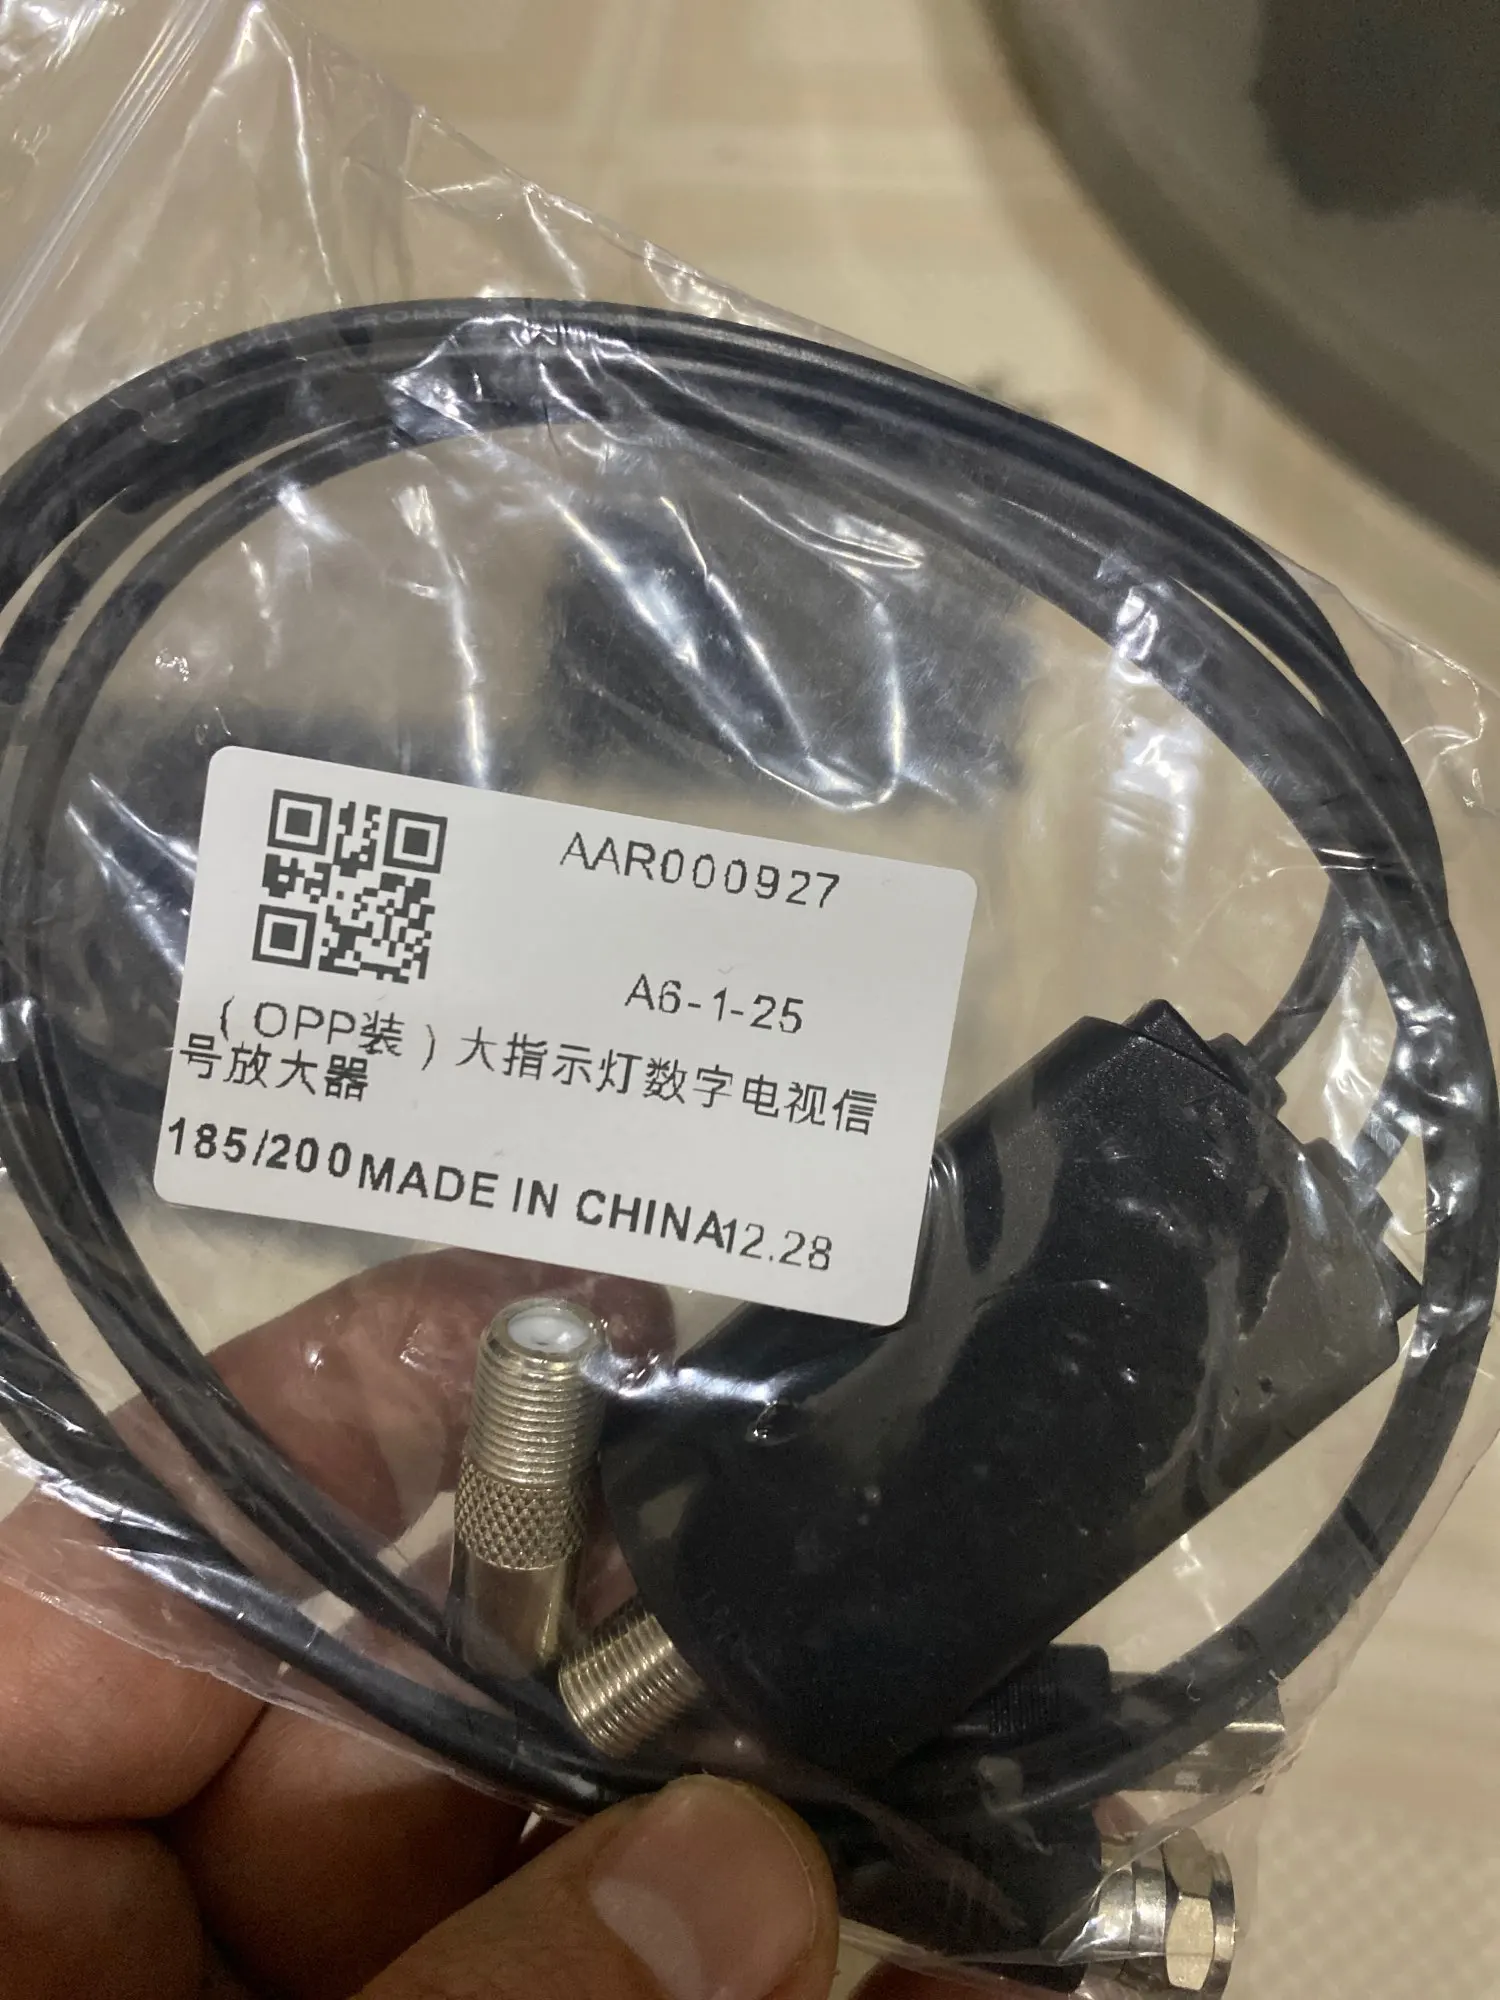 AAR000927
A6-1-25
（OPP装）大指示灯数字电视信
号放大器
185/200MADE IN CHINA12.28